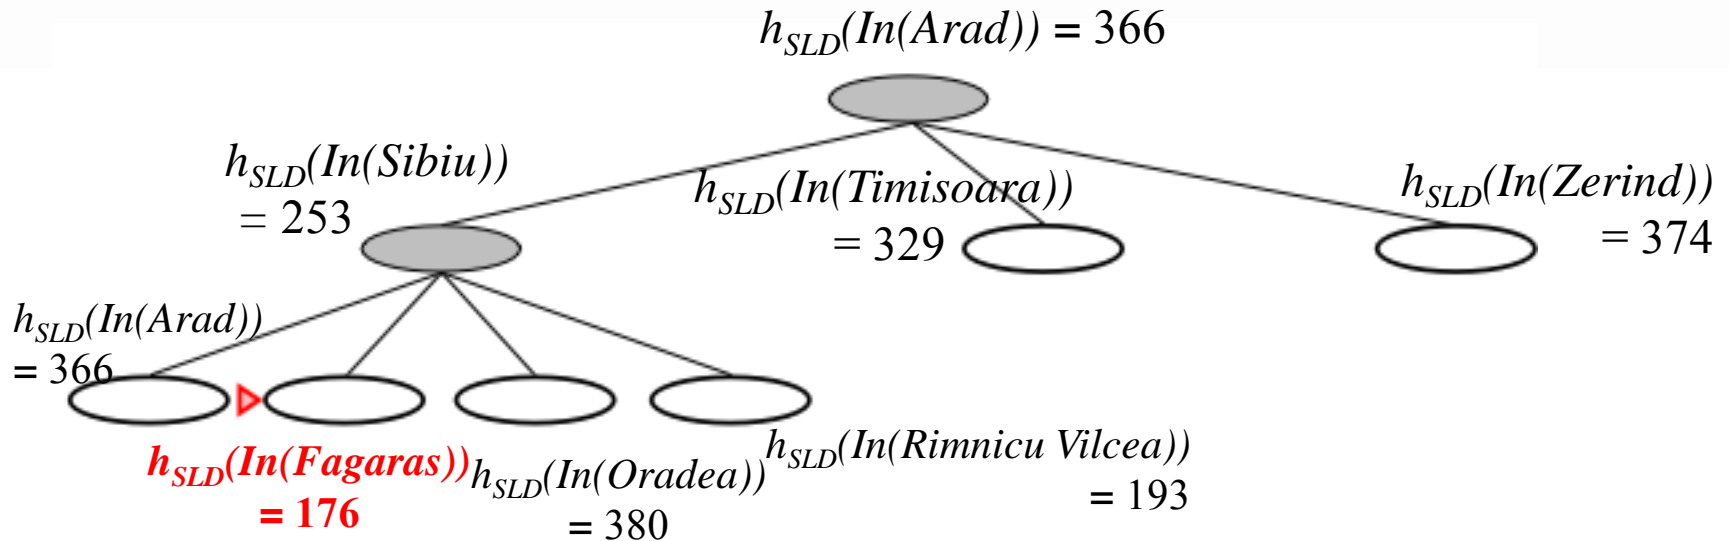 hSLD(In(Arad)) = 366
hSLD(In(Sibiu))
= 253
hSLD(In(Timisoara))
= 329
hSLD(In(Zerind))
= 374
hSLD(In(Arad))
= 366
hSLD(In(Fagaras))
= 176
hSLD(In(Oradea))
= 380
hSLD(In(Rimnicu Vilcea))
= 193